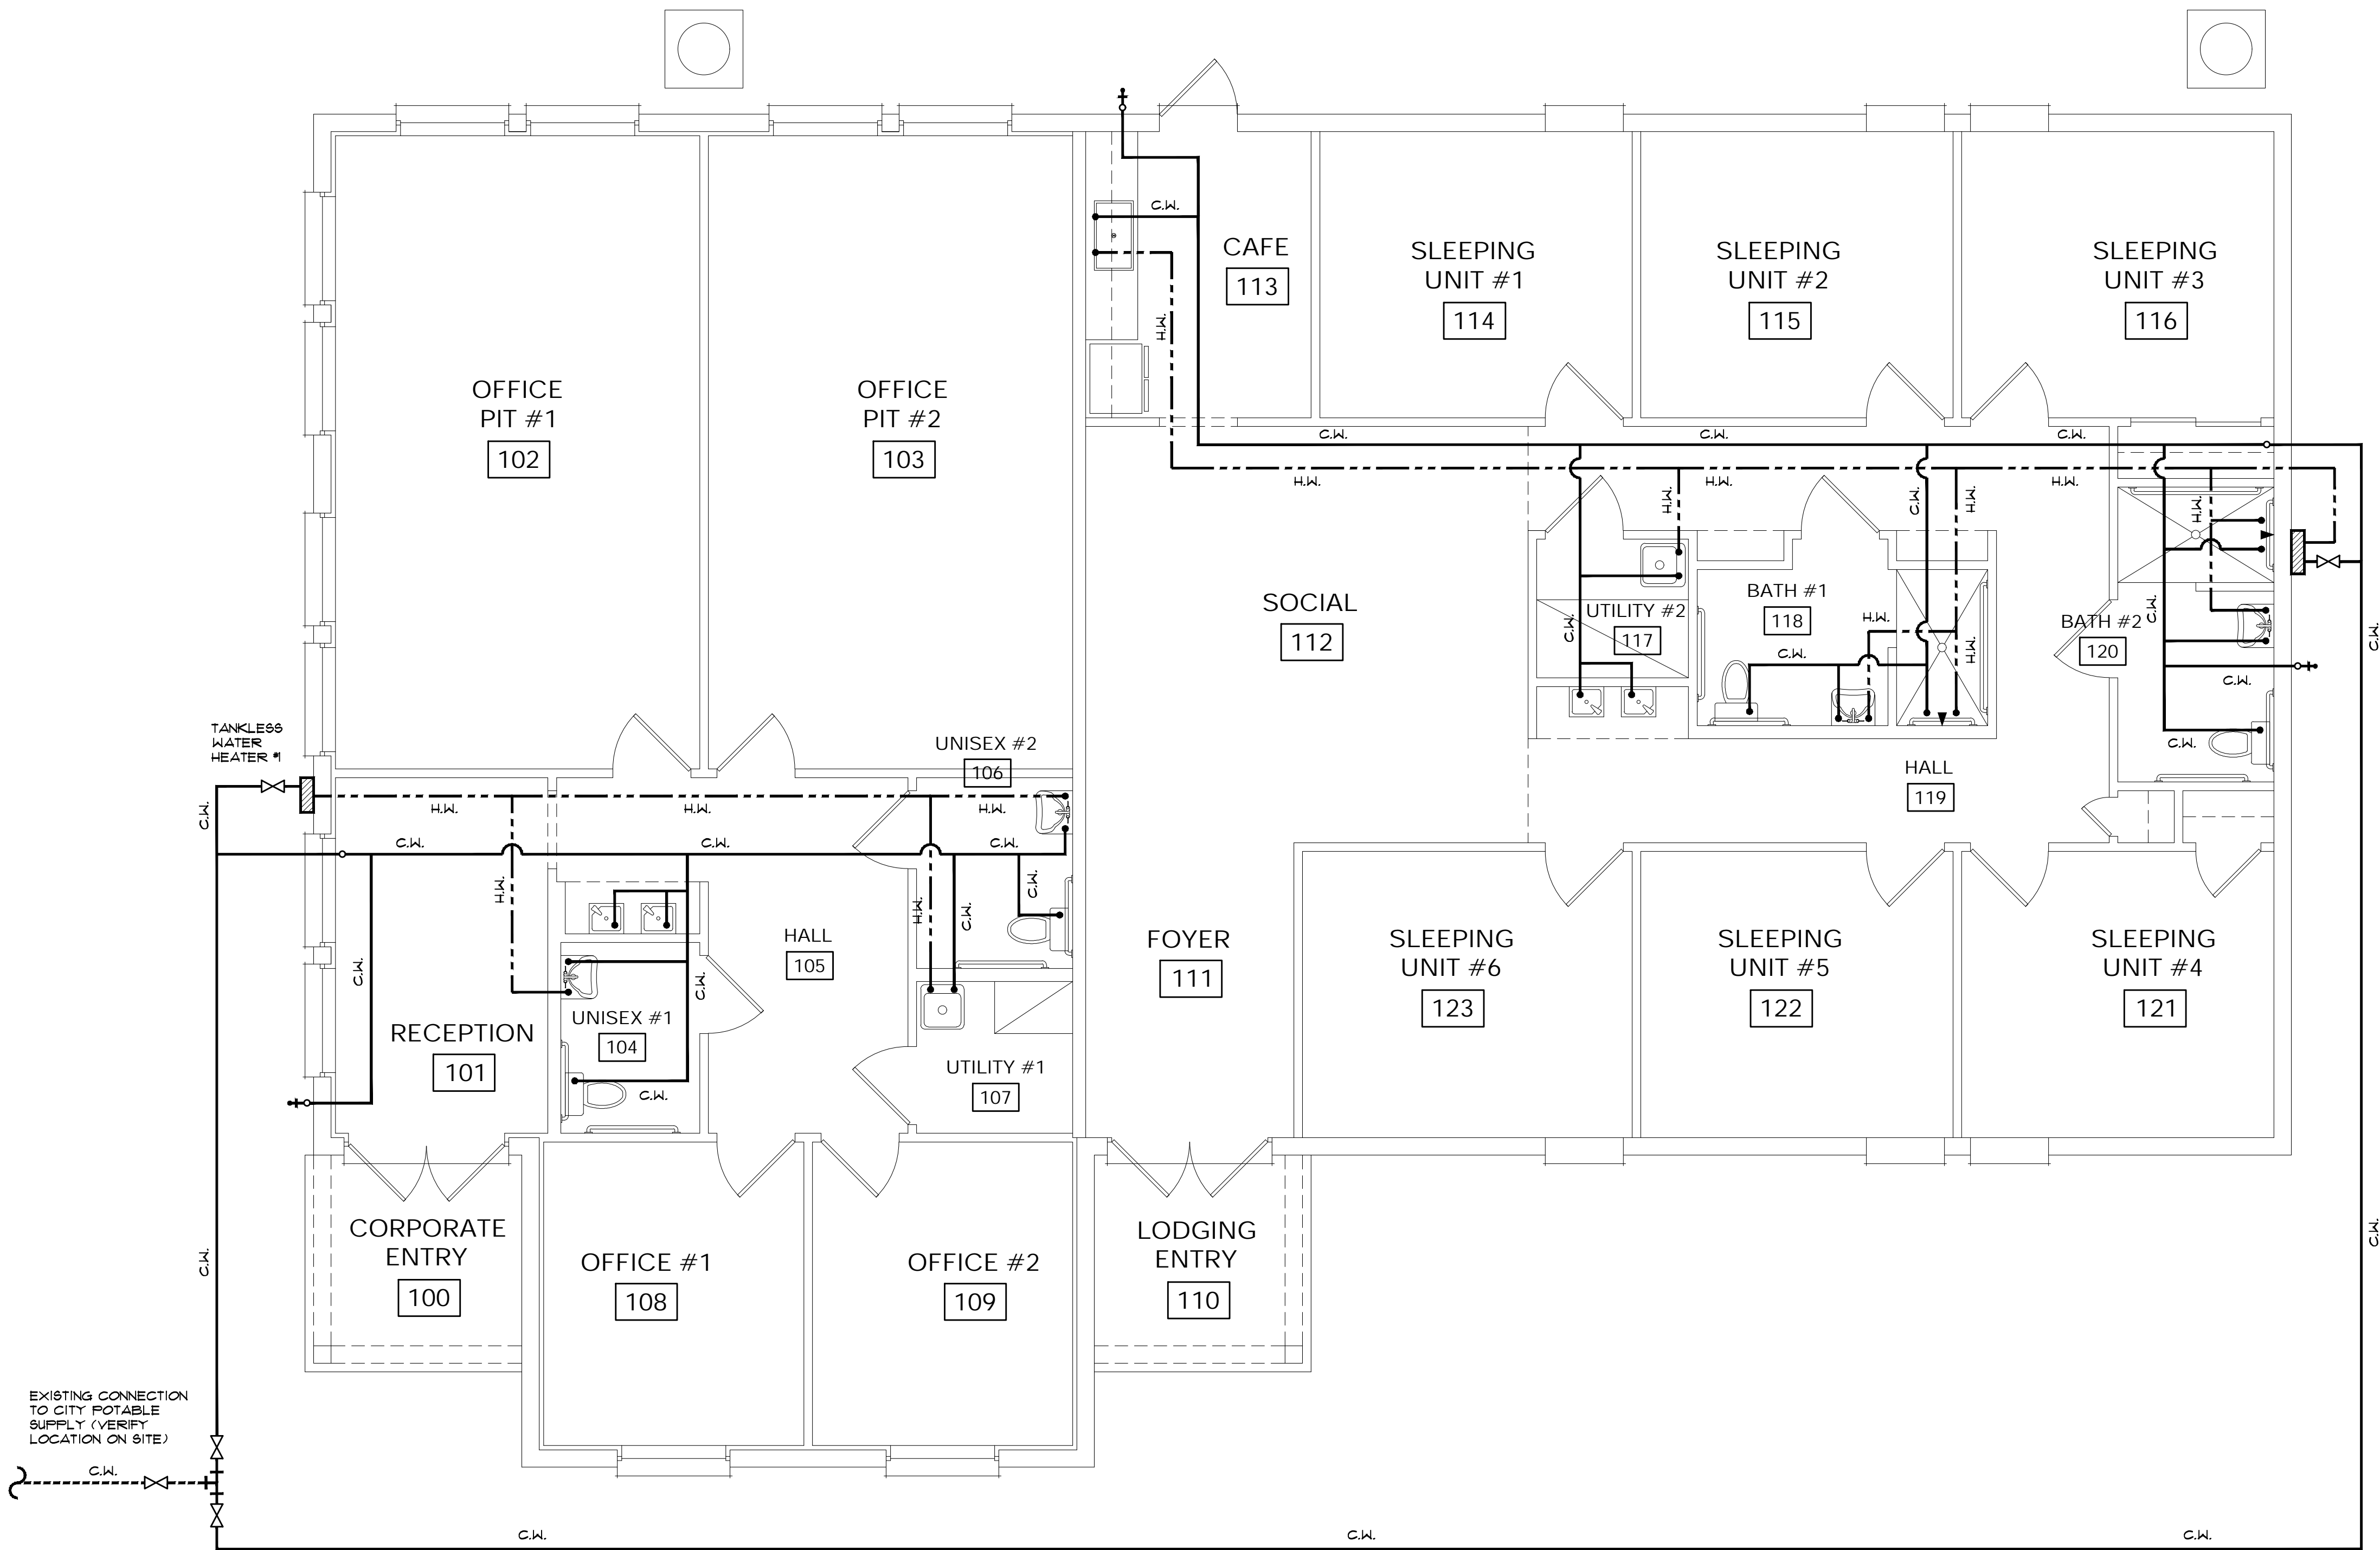 C.W.
CAFE
113
SLEEPING
UNIT #1
114
SLEEPING
UNIT #2
115
SLEEPING
UNIT #3
116
H.W.
OFFICE
PIT #1
102
OFFICE
PIT #2
103
C.W.
C.W.
C.W.
H.W.
H.W.
H.W.
H.W.
C.W.
H.W.
H.W.
SOCIAL
112
UTILITY #2
117
C.W.
BATH #1
118
H.W.
C.W.
H.W.
BATH #2
120
C.W.
C.W.
C.W.
C.W.
TANKLESS
WATER
HEATER #1
UNISEX #2
106
HALL
119
C.W.
H.W.
H.W.
H.W.
C.W.
C.W.
C.W.
H.W.
C.W.
H.W.
C.W.
HALL
105
FOYER
111
SLEEPING
UNIT #6
123
SLEEPING
UNIT #5
122
SLEEPING
UNIT #4
121
C.W.
C.W.
RECEPTION
101
UNISEX #1
104
C.W.
UTILITY #1
107
CORPORATE
ENTRY
100
OFFICE #1
108
OFFICE #2
109
LODGING
ENTRY
110
C.W.
C.W.
EXISTING CONNECTION
TO CITY POTABLE
SUPPLY (VERIFY
LOCATION ON SITE)
C.W.
C.W.
C.W.
C.W.